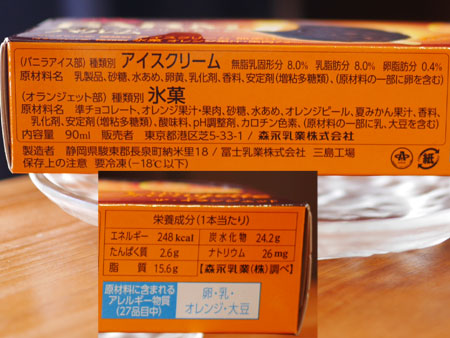 (バニラアイス部) 種類別 アイスクリーム 無脂乳固形分 8.0% 乳脂肪分 8.0% 卵脂肪分 0.4%
原材料名 乳製品、砂糖、水あめ、卵黄、乳化剤、香料、安定剤(増粘多糖類)、(原材料の一部に卵を含む)
(オランジェット部) 種類別 氷菓
原材料名 準チョコレート、オレンジ果汁・果肉、砂糖、水あめ、オレンジピール、夏みかん果汁、香料、
乳化剤、安定剤(増粘多糖類)、酸味料、pH調整剤、カロチン色素、(原材料の一部に乳、大豆を含む)
内容量 90ml 販売者 東京都港区芝5-33-1/森永乳業株式会社
製造者 静岡県駿東郡長泉町納米里18/冨士乳業株式会社 三島工場
保存上の注意 要冷凍(-18℃以下)
紙
栄養成分(1本当たり)
エネルギー 248kcal 炭水化物 24.2g
たんぱく質 2.6g ナトリウム 26mg
脂質 15.6g 【森永乳業(株)調べ】
原材料に含まれる
アレルギー物質
(27品目中)
卵・乳・
オレンジ・大豆